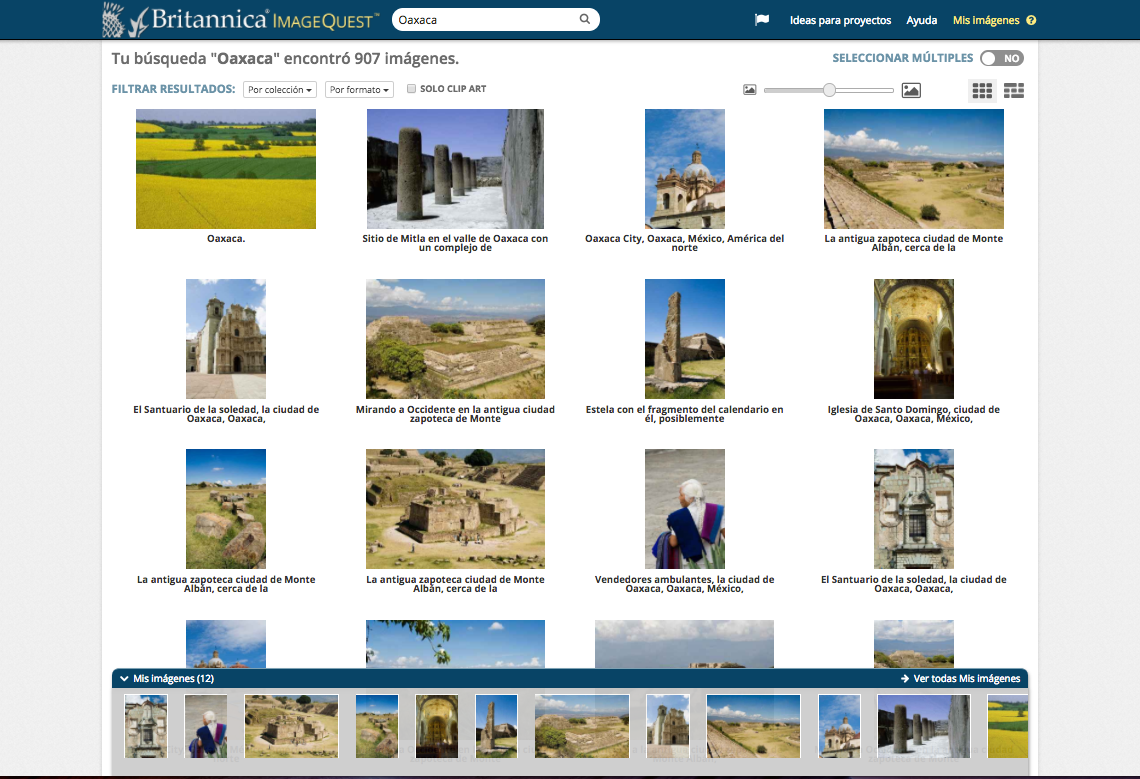 Britannica® IMAGEQUEST™
Oaxaca
Ideas para proyectos
Ayuda
Mis imágenes
?
Tu búsqueda "Oaxaca" encontró 907 imágenes.
SELECCIONAR MÚLTIPLES
NO
FILTRAR RESULTADOS:
Por colección
Por formato
SOLO CLIP ART
Oaxaca.
Sitio de Mitla en el valle de Oaxaca con
un complejo de
Oaxaca City, Oaxaca, México, América del
norte
La antigua zapoteca ciudad de Monte
Albán, cerca de la
El Santuario de la soledad, la ciudad de
Oaxaca, Oaxaca,
Mirando a Occidente en la antigua ciudad
zapoteca de Monte
Estela con el fragmento del calendario en
él, posiblemente
Iglesia de Santo Domingo, ciudad de
Oaxaca, Oaxaca, México,
La antigua zapoteca ciudad de Monte
Albán, cerca de la
La antigua zapoteca ciudad de Monte
Albán, cerca de la
Vendedores ambulantes, la ciudad de
Oaxaca, Oaxaca, México,
El Santuario de la soledad, la ciudad de
Oaxaca, Oaxaca,
Mis imágenes (12)
Ver todas Mis imágenes